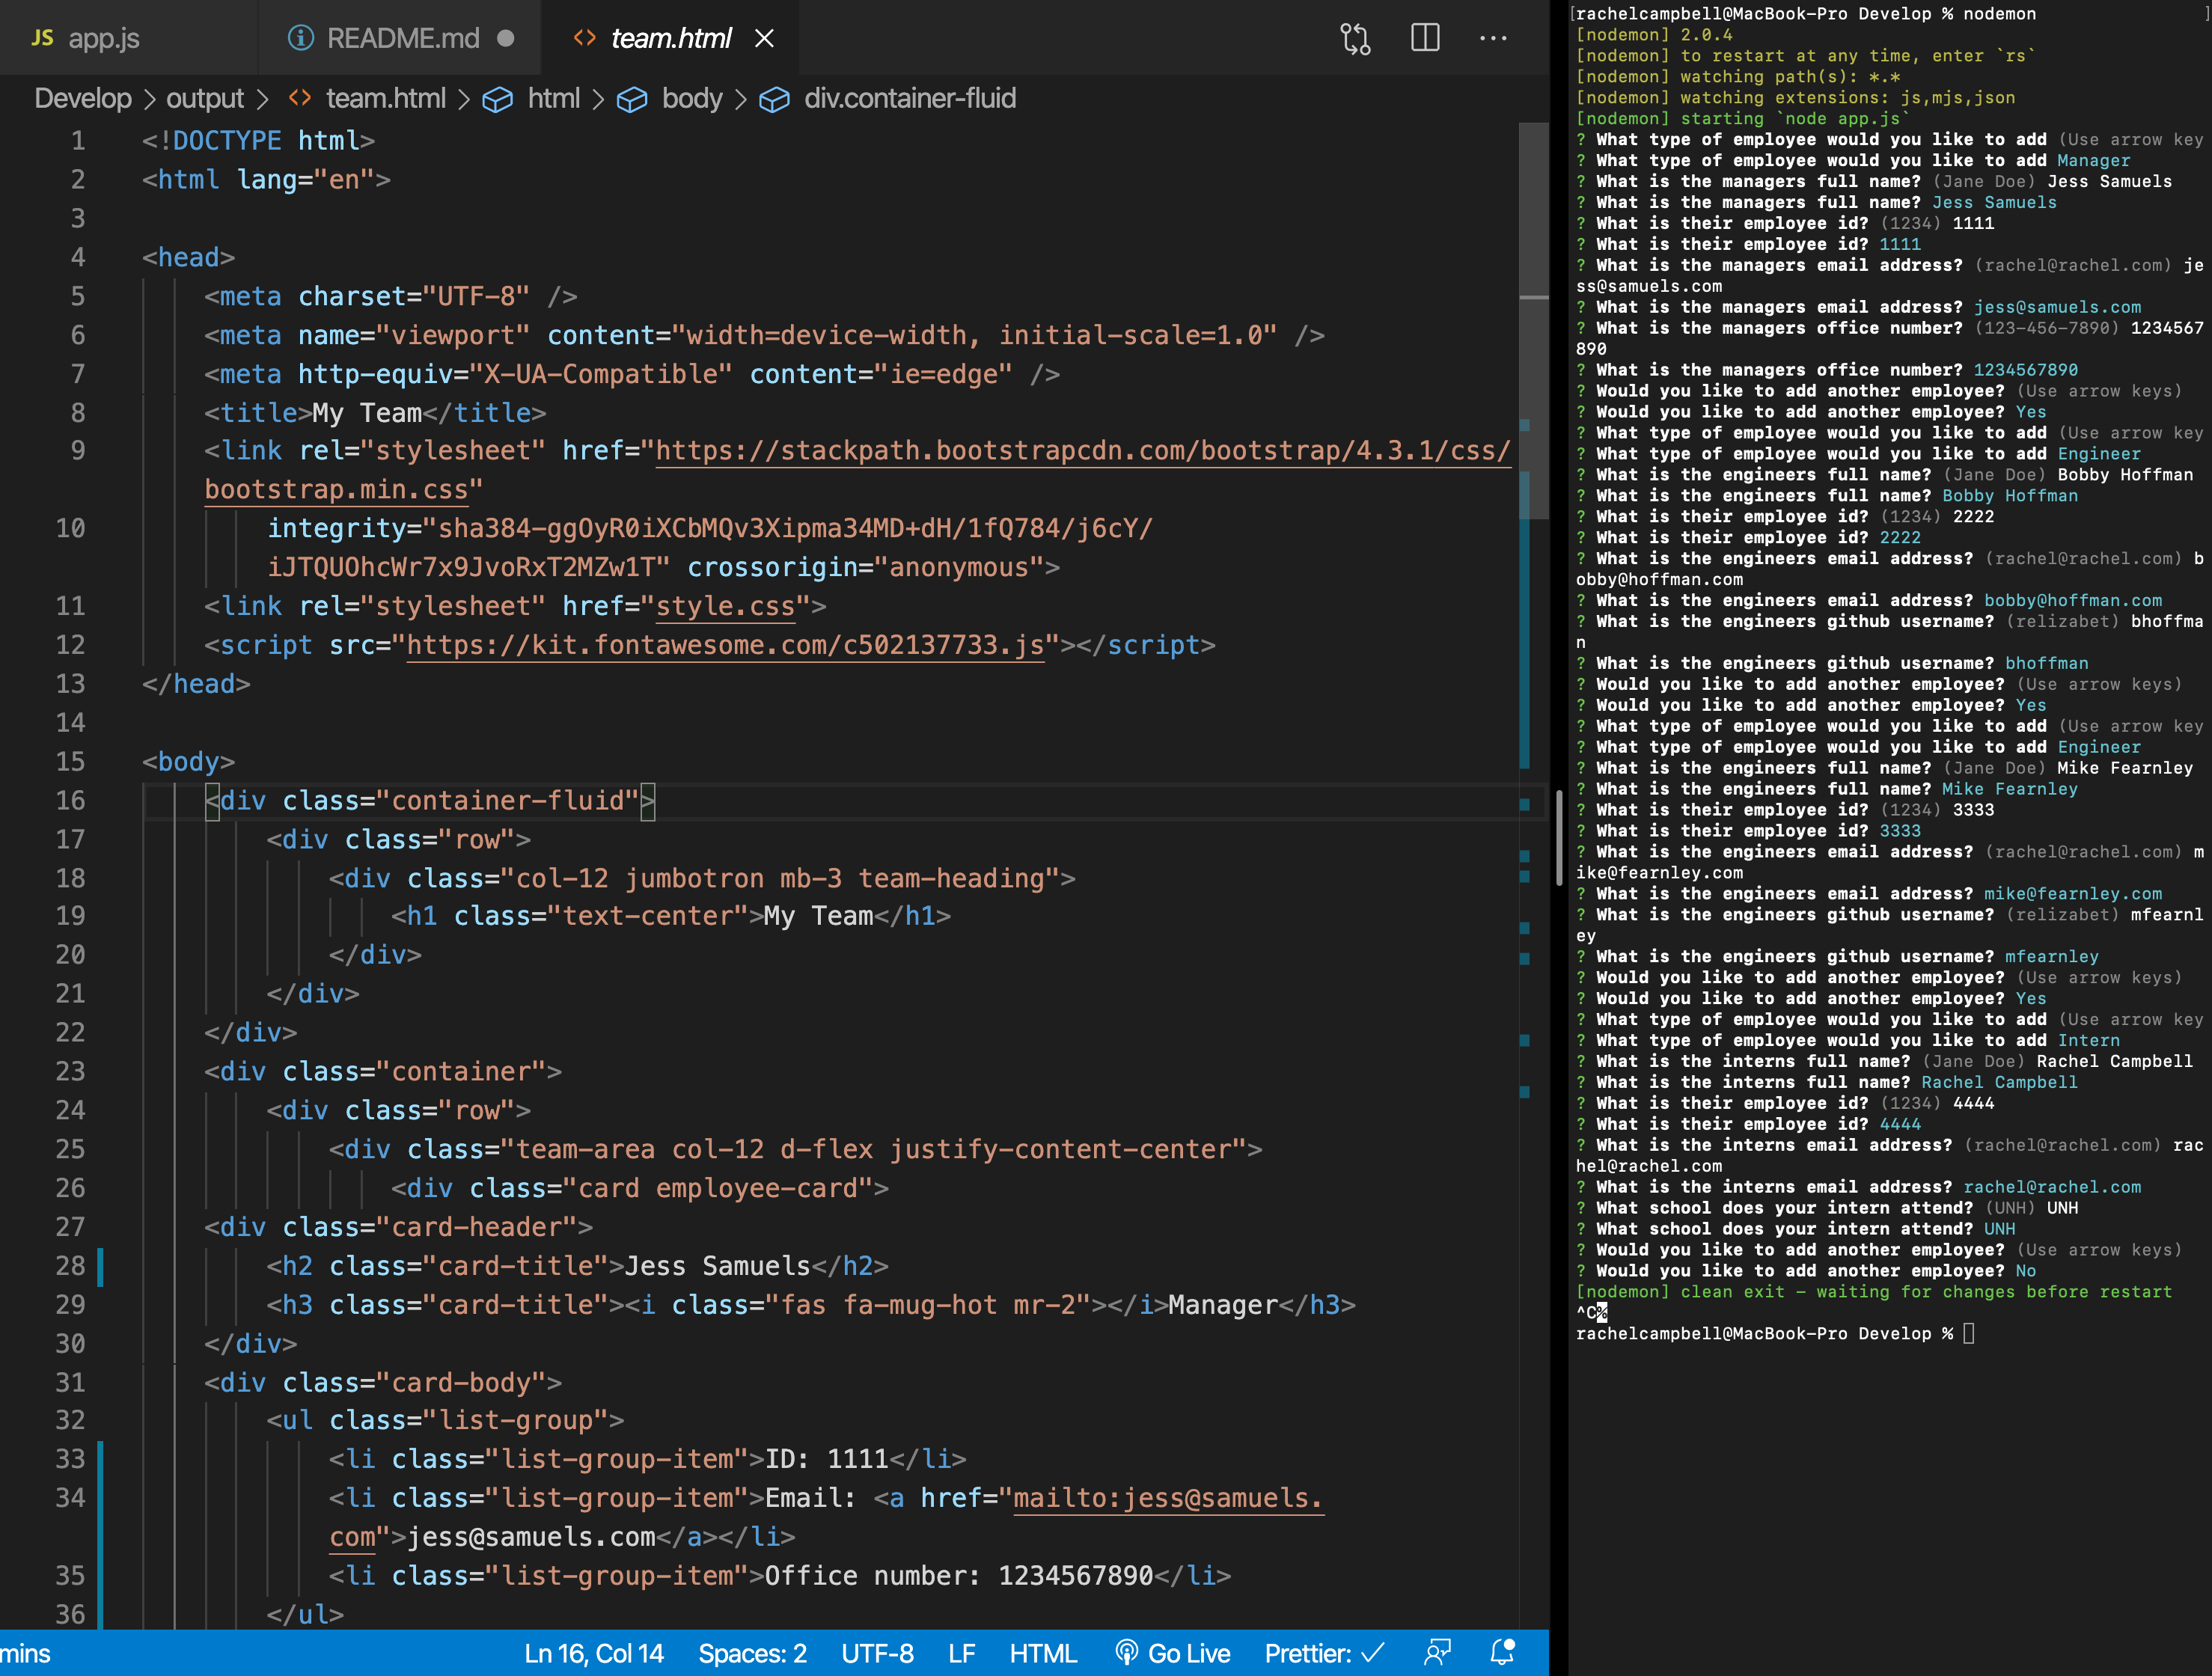 JS app.js
README.md
<> team.html
Develop > output > <> team.html > html > body > div.container-fluid
1 <!DOCTYPE html>
2 <html lang="en">
3
4 <head>
5 <meta charset="UTF-8" />
6 <meta name="viewport" content="width=device-width, initial-scale=1.0" />
7 <meta http-equiv="X-UA-Compatible" content="ie=edge" />
8 <title>My Team</title>
9 <link rel="stylesheet" href="https://stackpath.bootstrapcdn.com/bootstrap/4.3.1/css/
bootstrap.min.css"
10 integrity="sha384-ggOyR0iXCbMQv3Xipma34MD+dH/1fQ784/j6cY/
iJTQUOhcWr7x9JvoRxT2MZw1T" crossorigin="anonymous">
11 <link rel="stylesheet" href="style.css">
12 <script src="https://kit.fontawesome.com/c502137733.js"></script>
13 </head>
14
15 <body>
16 <div class="container-fluid">
17 <div class="row">
18 <div class="col-12 jumbotron mb-3 team-heading">
19 <h1 class="text-center">My Team</h1>
20 </div>
21 </div>
22 </div>
23 <div class="container">
24 <div class="row">
25 <div class="team-area col-12 d-flex justify-content-center">
26 <div class="card employee-card">
27 <div class="card-header">
28 <h2 class="card-title">Jess Samuels</h2>
29 <h3 class="card-title"><i class="fas fa-mug-hot mr-2"></i>Manager</h3>
30 </div>
31 <div class="card-body">
32 <ul class="list-group">
33 <li class="list-group-item">ID: 1111</li>
34 <li class="list-group-item">Email: <a href="mailto:jess@samuels.
com">jess@samuels.com</a></li>
35 <li class="list-group-item">Office number: 1234567890</li>
36 </ul>
mins
Ln 16, Col 14
Spaces: 2
UTF-8
LF
HTML
Go Live
Prettier: ✓
[rachelcampbell@MacBook-Pro Develop % nodemon ]
[nodemon] 2.0.4
[nodemon] to restart at any time, enter `rs`
[nodemon] watching path(s): *.*
[nodemon] watching extensions: js,mjs,json
[nodemon] starting `node app.js`
? What type of employee would you like to add (Use arrow key
? What type of employee would you like to add Manager
? What is the managers full name? (Jane Doe) Jess Samuels
? What is the managers full name? Jess Samuels
? What is their employee id? (1234) 1111
? What is their employee id? 1111
? What is the managers email address? (rachel@rachel.com) je
ss@samuels.com
? What is the managers email address? jess@samuels.com
? What is the managers office number? (123-456-7890) 1234567
890
? What is the managers office number? 1234567890
? Would you like to add another employee? (Use arrow keys)
? Would you like to add another employee? Yes
? What type of employee would you like to add (Use arrow key
? What type of employee would you like to add Engineer
? What is the engineers full name? (Jane Doe) Bobby Hoffman
? What is the engineers full name? Bobby Hoffman
? What is their employee id? (1234) 2222
? What is their employee id? 2222
? What is the engineers email address? (rachel@rachel.com) b
obby@hoffman.com
? What is the engineers email address? bobby@hoffman.com
? What is the engineers github username? (relizabet) bhoffma
n
? What is the engineers github username? bhoffman
? Would you like to add another employee? (Use arrow keys)
? Would you like to add another employee? Yes
? What type of employee would you like to add (Use arrow key
? What type of employee would you like to add Engineer
? What is the engineers full name? (Jane Doe) Mike Fearnley
? What is the engineers full name? Mike Fearnley
? What is their employee id? (1234) 3333
? What is their employee id? 3333
? What is the engineers email address? (rachel@rachel.com) m
ike@fearnley.com
? What is the engineers email address? mike@fearnley.com
? What is the engineers github username? (relizabet) mfearnl
ey
? What is the engineers github username? mfearnley
? Would you like to add another employee? (Use arrow keys)
? Would you like to add another employee? Yes
? What type of employee would you like to add (Use arrow key
? What type of employee would you like to add Intern
? What is the interns full name? (Jane Doe) Rachel Campbell
? What is the interns full name? Rachel Campbell
? What is their employee id? (1234) 4444
? What is their employee id? 4444
? What is the interns email address? (rachel@rachel.com) rac
hel@rachel.com
? What is the interns email address? rachel@rachel.com
? What school does your intern attend? (UNH) UNH
? What school does your intern attend? UNH
? Would you like to add another employee? (Use arrow keys)
? Would you like to add another employee? No
[nodemon] clean exit - waiting for changes before restart
^C%
rachelcampbell@MacBook-Pro Develop %